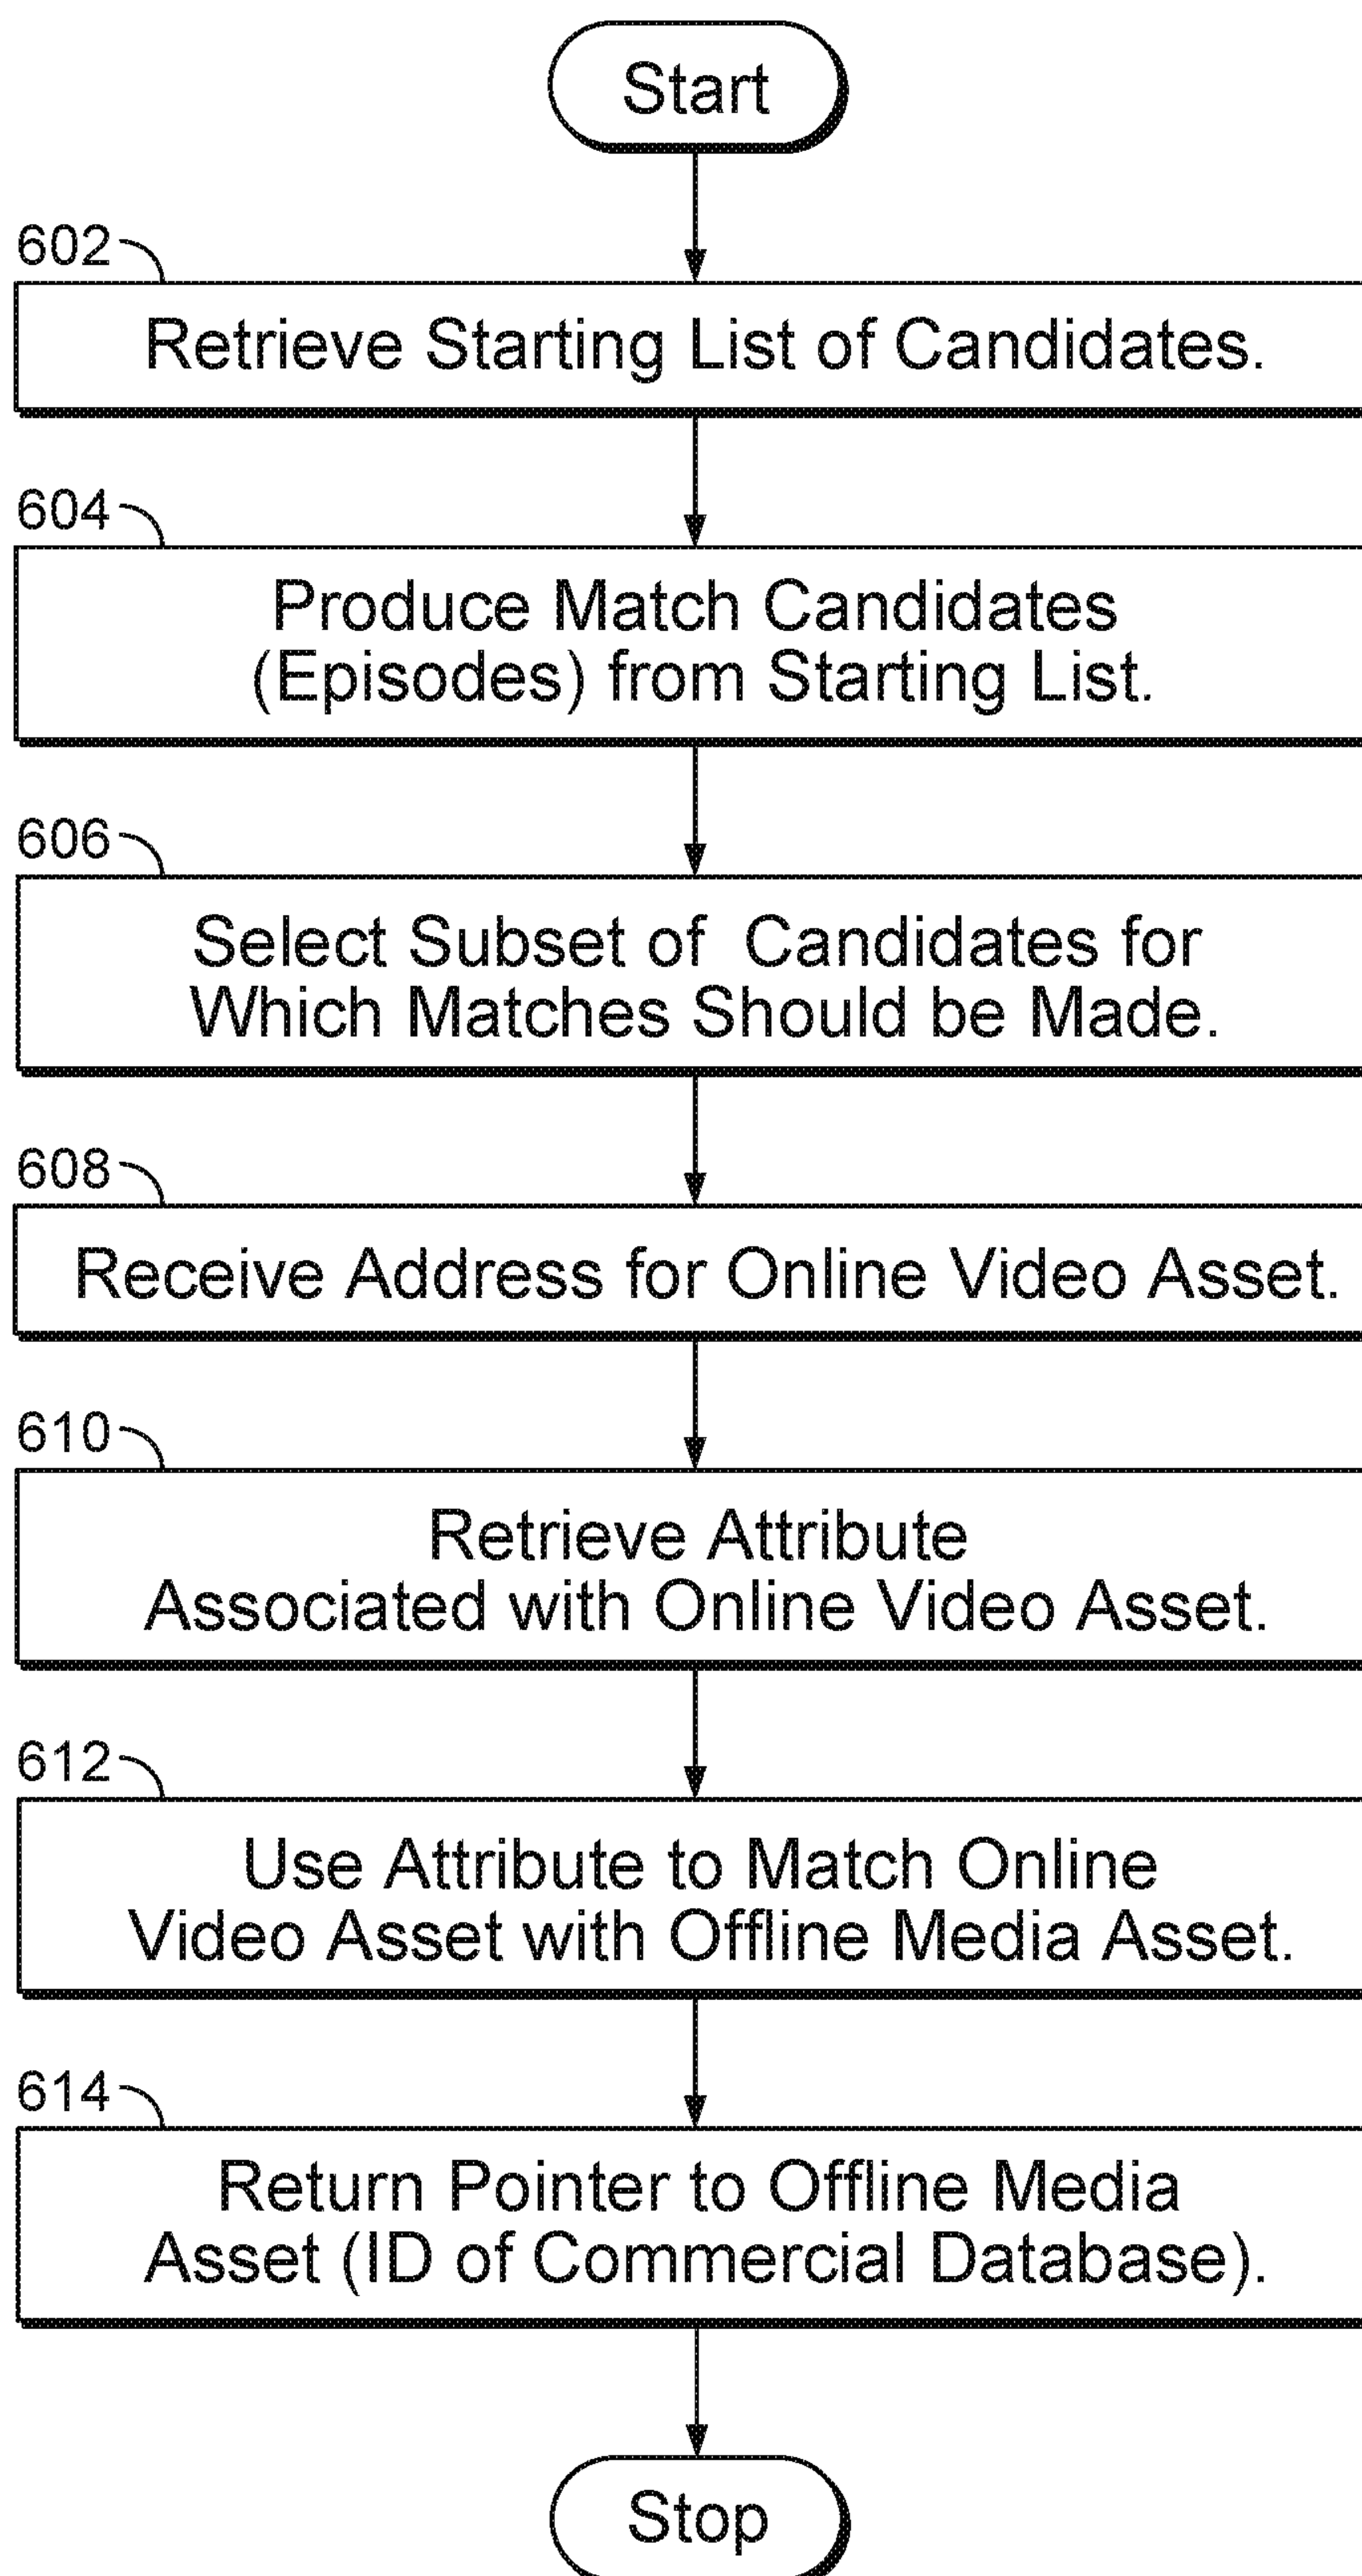 Start
602
Retrieve Starting List of Candidates.
604
Produce Match Candidates
(Episodes) from Starting List.
606
Select Subset of Candidates for
Which Matches Should be Made.
608
Receive Address for Online Video Asset.
610
Retrieve Attribute
Associated with Online Video Asset.
612
Use Attribute to Match Online
Video Asset with Offline Media Asset.
614
Return Pointer to Offline Media
Asset (ID of Commercial Database).
Stop